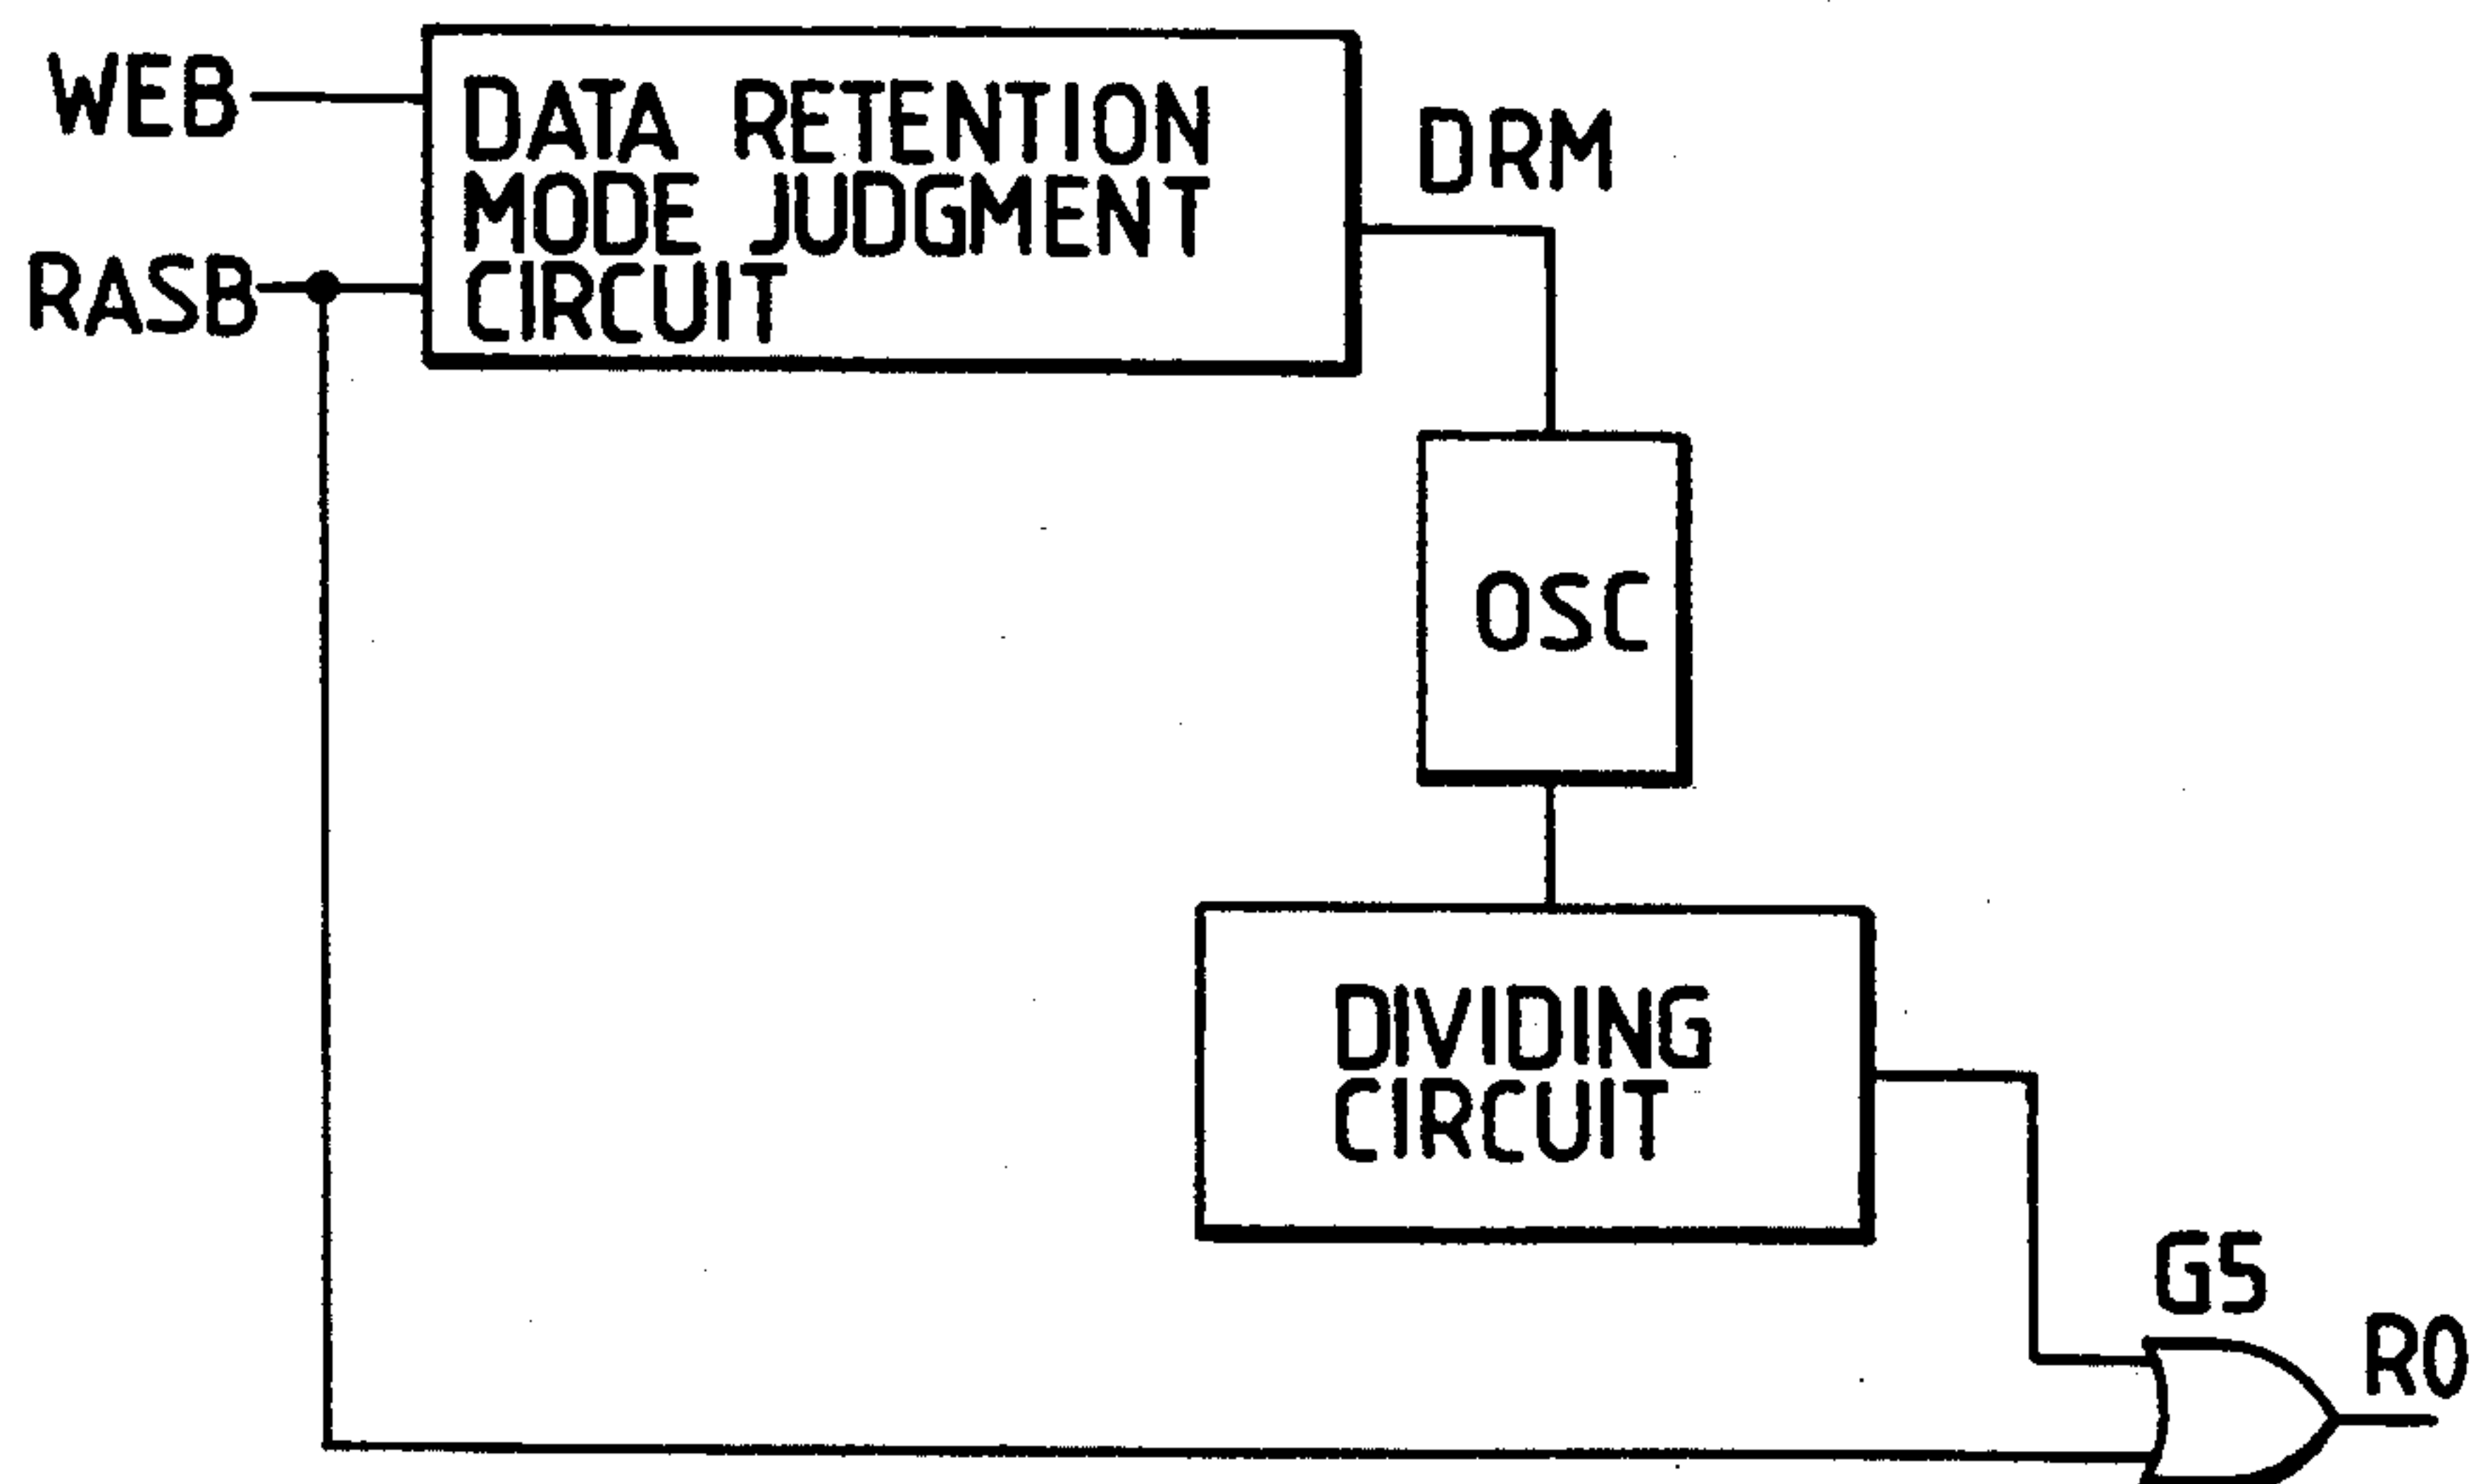 WEB
DATA RETENTION
MODE JUDGMENT
CIRCUIT
DRM
RASB
OSC
DIVIDING
CIRCUIT
G5
R0